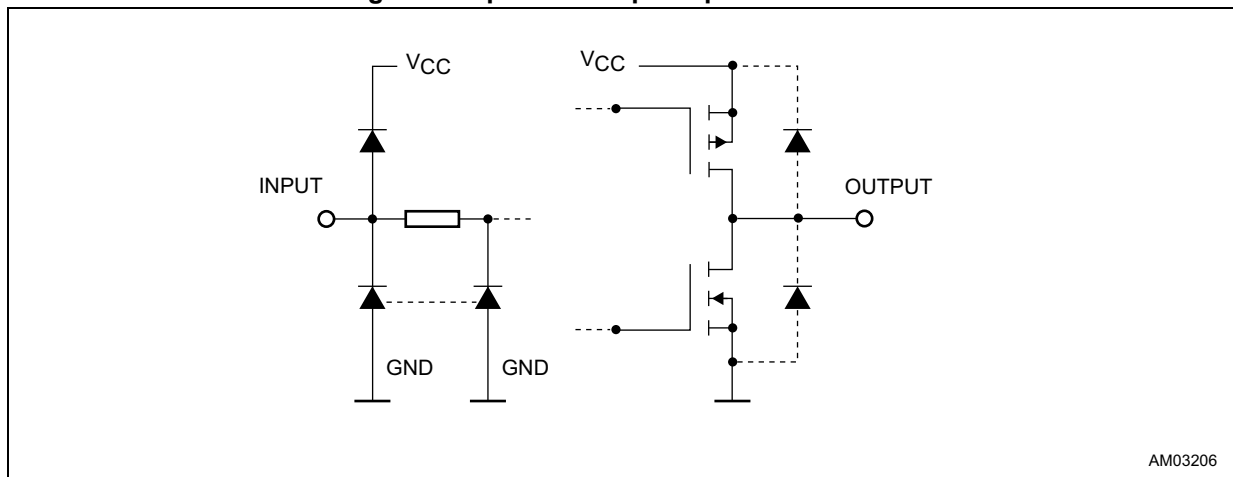 VCC
VCC
INPUT
OUTPUT
GND
GND
AM03206